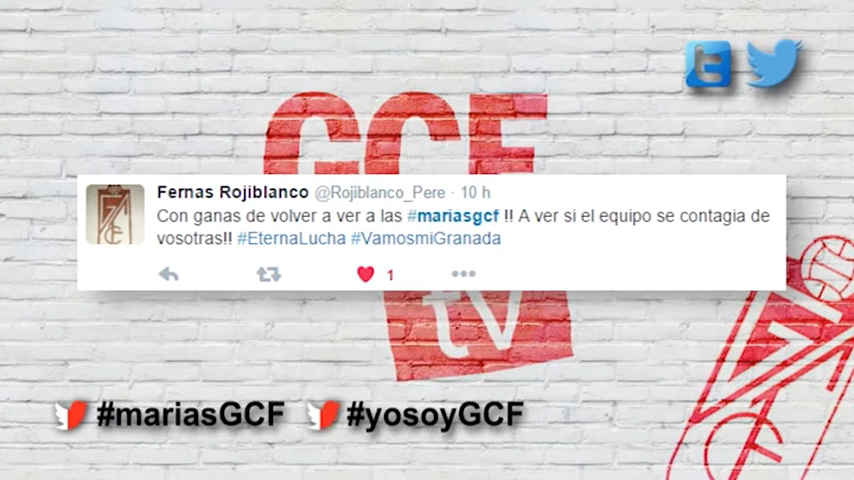 GCF
Fernas Rojiblanco @Rojiblanco_Pere · 10 h
Con ganas de volver a ver a las #mariasgcf !! A ver si el equipo se contagia de
vosotras!! #EternaLucha #VamosmiGranada
1
tv
#mariasGCF #yosoyGCF